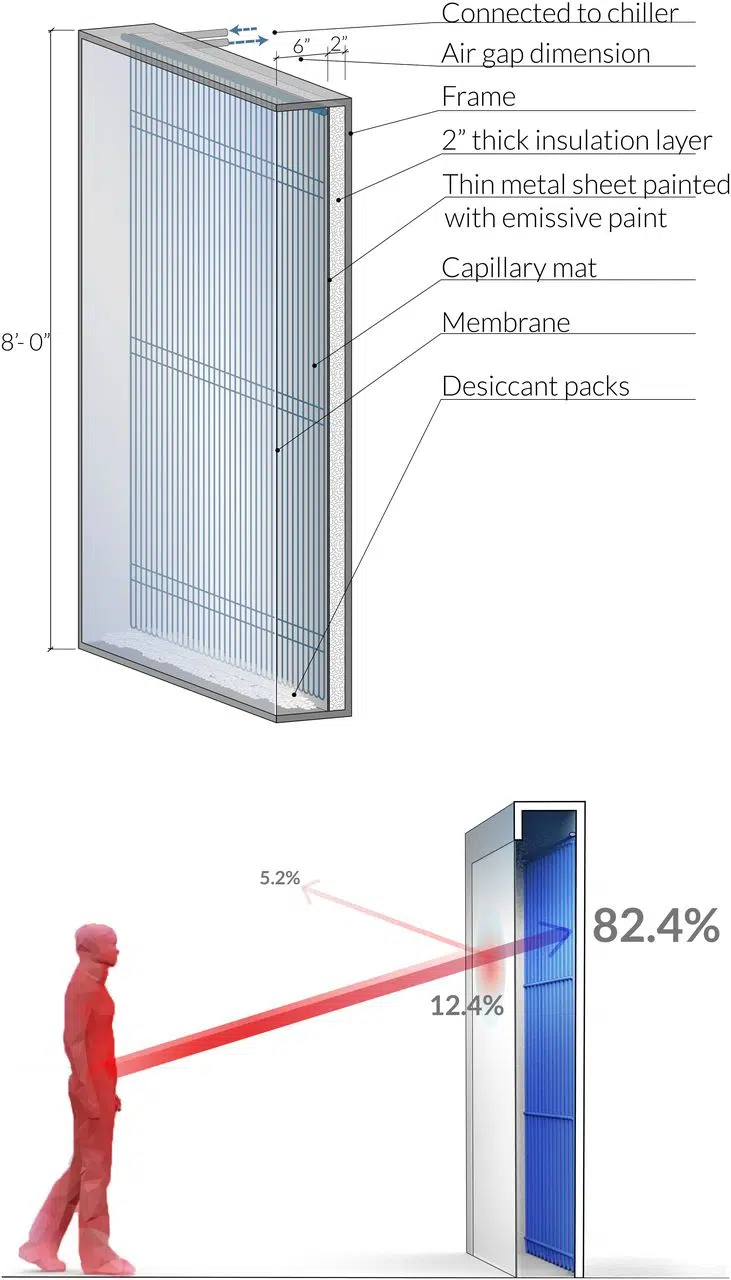 Connected to chiller
6” 2”
Air gap dimension
Frame
2” thick insulation layer
Thin metal sheet painted
with emissive paint
Capillary mat
8’- 0”
Membrane
Desiccant packs
5.2%
82.4%
12.4%